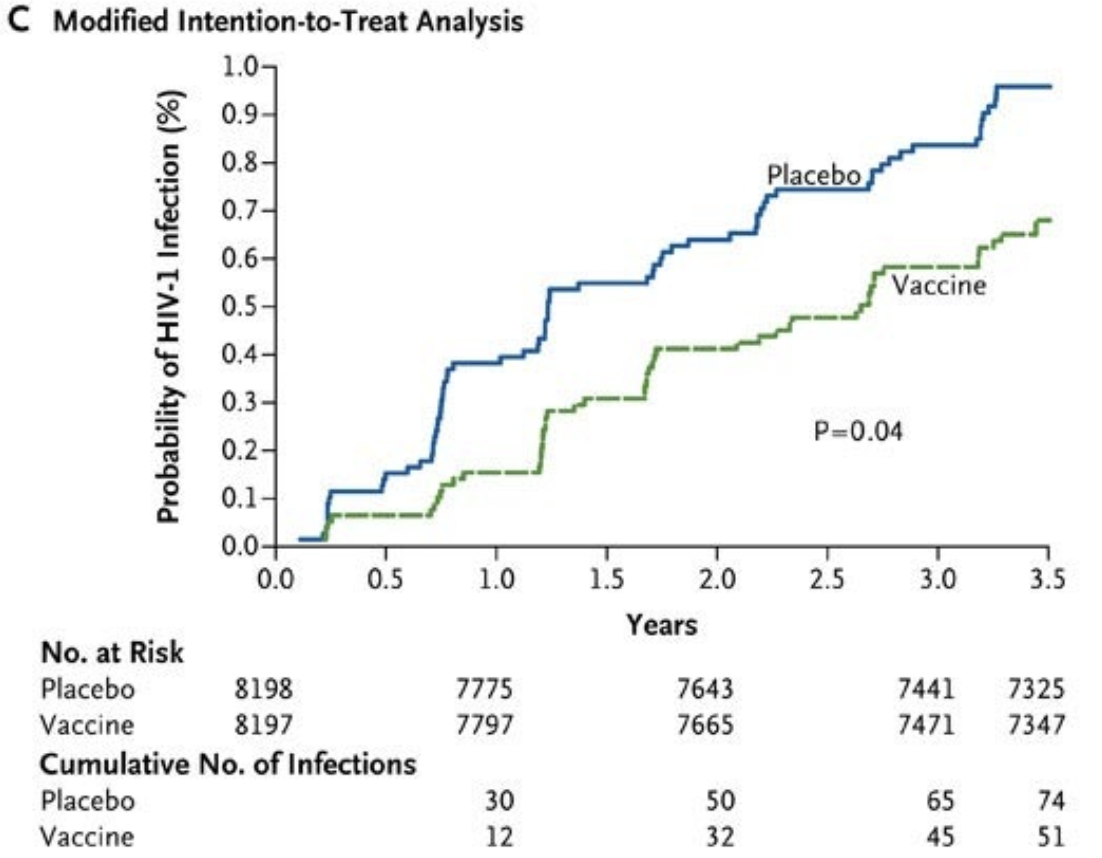 C Modified Intention-to-Treat Analysis
Probability of HIV-1 Infection (%)
1.0
0.9
0.8
0.7
0.6
0.5
0.4
0.3
0.2
0.1
0.0
Placebo
Vaccine
P=0.04
0.0 0.5 1.0 1.5 2.0 2.5 3.0 3.5
Years
No. at Risk
Placebo 8198 7775 7643 7441 7325
Vaccine 8197 7797 7665 7471 7347
Cumulative No. of Infections
Placebo 30 50 65 74
Vaccine 12 32 45 51